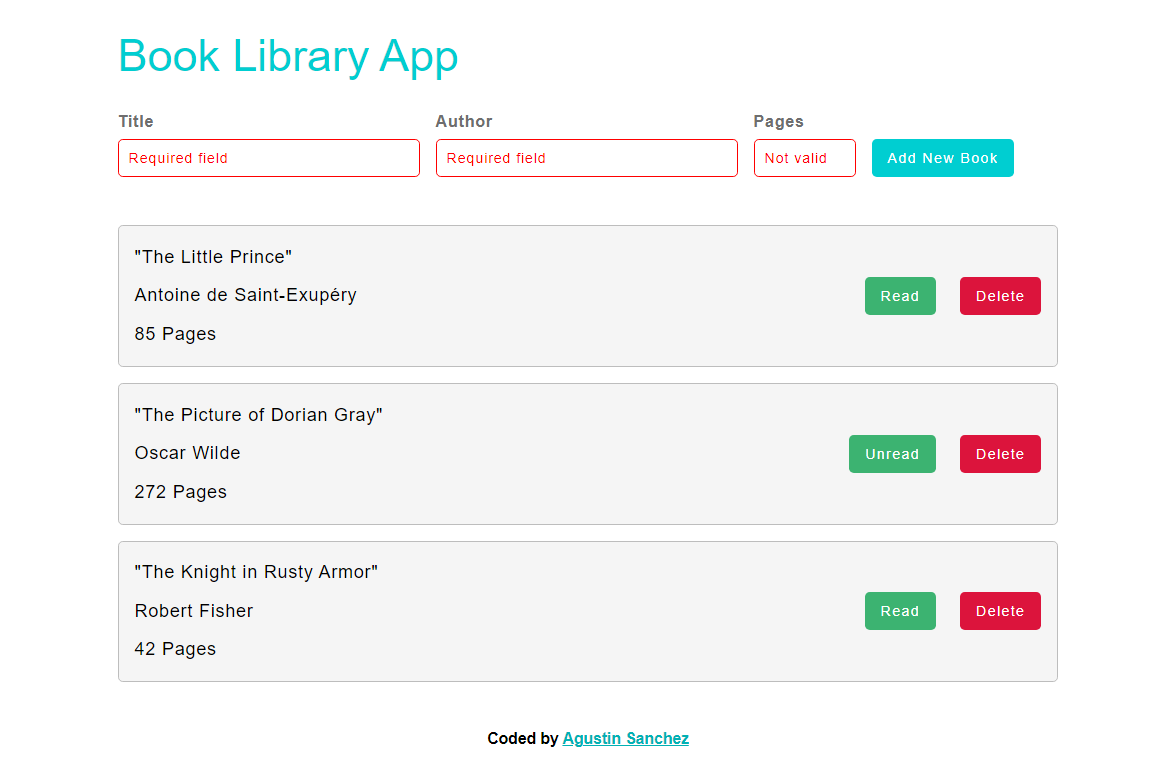 Book Library App
Title Author Pages
Required field Required field Not valid Add New Book
"The Little Prince"
Antoine de Saint-Exupéry
85 Pages
Read Delete
"The Picture of Dorian Gray"
Oscar Wilde
272 Pages
Unread Delete
"The Knight in Rusty Armor"
Robert Fisher
42 Pages
Read Delete
Coded by Agustin Sanchez